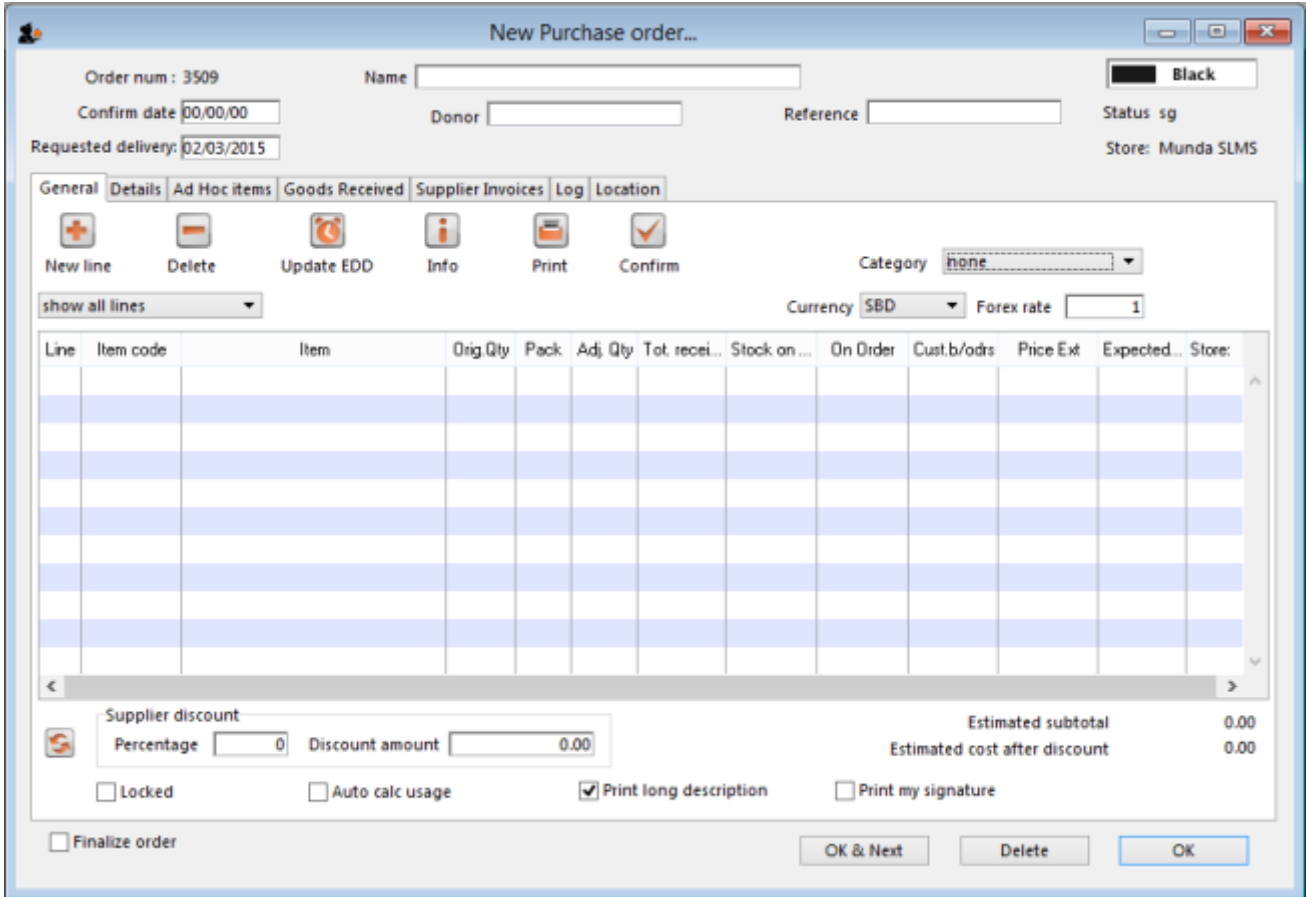 New Purchase order...
Order num : 3509 Name Black
Confirm date 00/00/00 Donor Reference Status sg
Requested delivery: 02/03/2015 Store: Munda SLMS
General Details Ad Hoc items Goods Received Supplier Invoices Log Location
New line Delete Update EDD Info Print Confirm Category none
show all lines Currency SBD Forex rate 1
Line Item code Item Orig.Qty Pack Adj. Qty Tot. recei... Stock on ... On Order Cust.b/odrs Price Ext Expected... Store:
Supplier discount Estimated subtotal 0.00
Percentage 0 Discount amount 0.00 Estimated cost after discount 0.00
Locked Auto calc usage Print long description Print my signature
Finalize order OK & Next Delete OK